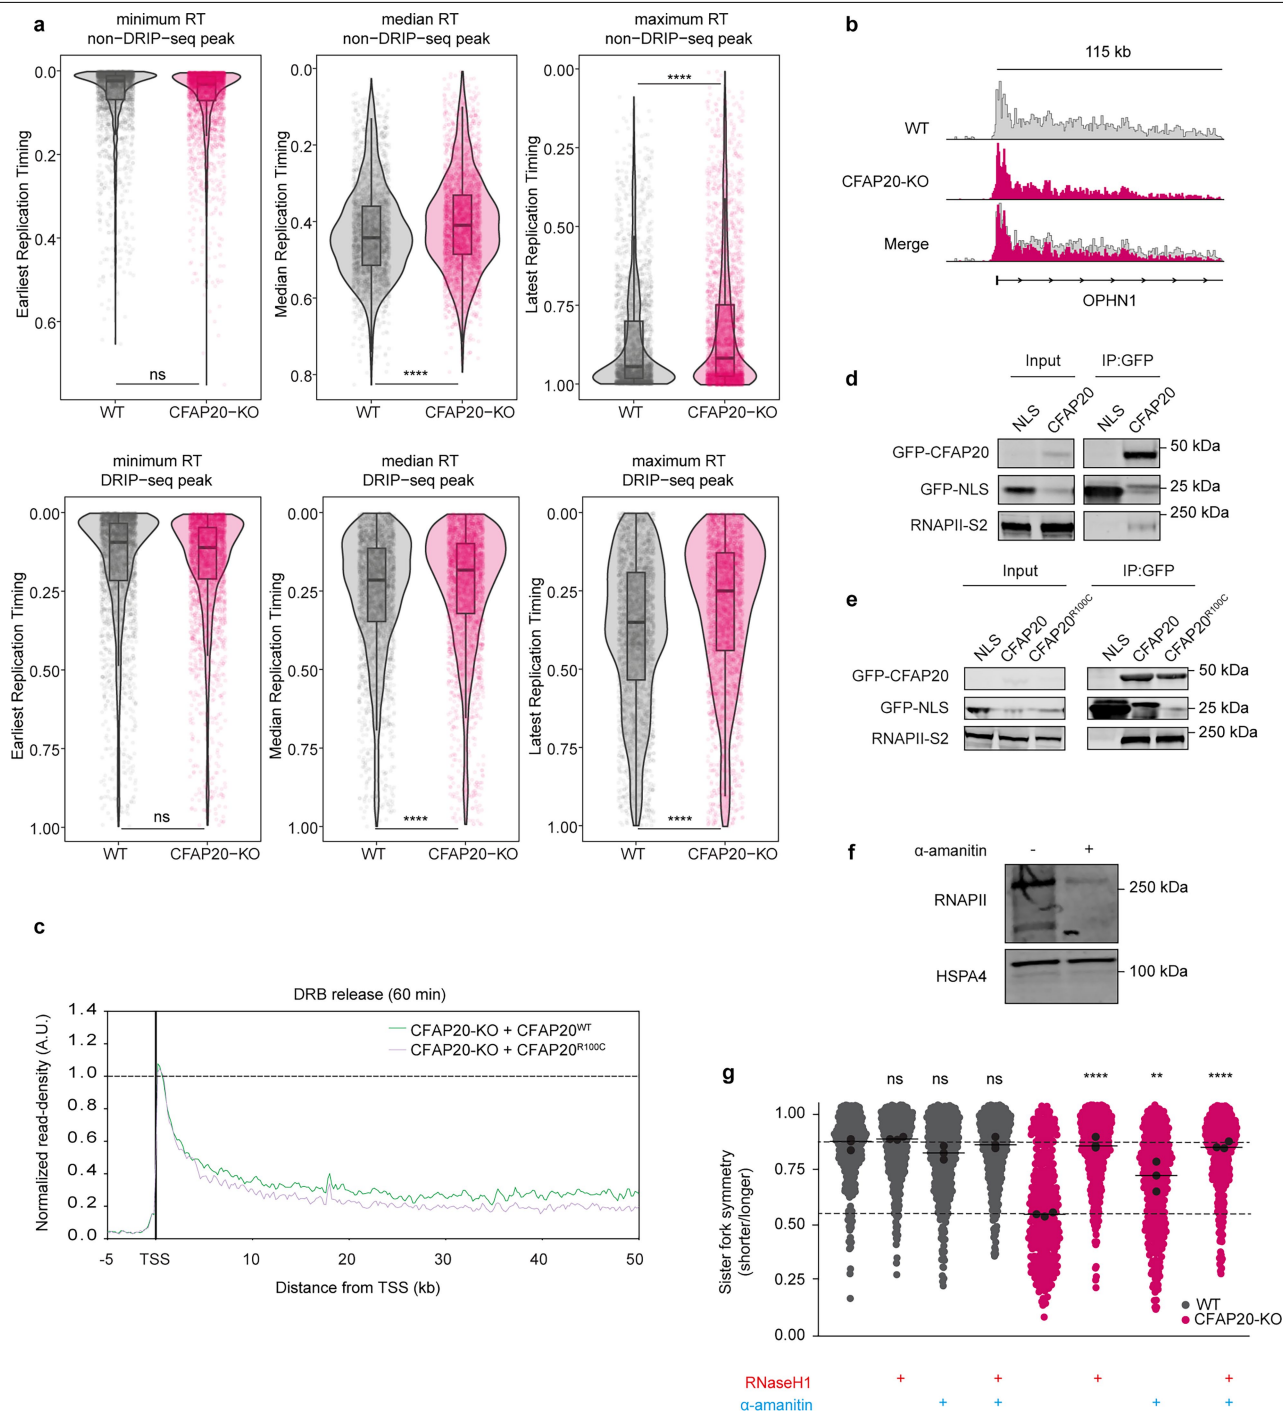 a
minimum RT
non−DRIP−seq peak
median RT
non−DRIP−seq peak
maximum RT
non−DRIP−seq peak
Earliest Replication Timing
0.0
0.2
0.4
0.6
ns
WT
CFAP20−KO
Median Replication Timing
0.0
0.2
0.4
0.6
0.8
****
WT
CFAP20−KO
Latest Replication Timing
0.00
0.25
0.50
0.75
1.00
****
WT
CFAP20−KO
minimum RT
DRIP−seq peak
median RT
DRIP−seq peak
maximum RT
DRIP−seq peak
Earliest Replication Timing
0.00
0.25
0.50
0.75
1.00
ns
WT
CFAP20−KO
Median Replication Timing
0.00
0.25
0.50
0.75
1.00
****
WT
CFAP20−KO
Latest Replication Timing
0.00
0.25
0.50
0.75
1.00
****
WT
CFAP20−KO
b
115 kb
WT
CFAP20-KO
Merge
OPHN1
c
DRB release (60 min)
Normalized read-density (A.U.)
1.4
1.2
1.0
0.8
0.6
0.4
0.2
0.0
CFAP20-KO + CFAP20WT
CFAP20-KO + CFAP20R100C
-5 TSS 10 20 30 40 50
Distance from TSS (kb)
d
Input IP:GFP
NLS CFAP20 NLS CFAP20
GFP-CFAP20 50 kDa
GFP-NLS 25 kDa
RNAPII-S2 250 kDa
e
Input IP:GFP
NLS CFAP20 CFAP20R100C NLS CFAP20 CFAP20R100C
GFP-CFAP20 50 kDa
GFP-NLS 25 kDa
RNAPII-S2 250 kDa
f
α-amanitin - +
RNAPII 250 kDa
HSPA4 100 kDa
g
ns ns ns **** ** ****
Sister fork symmetry
(shorter/longer)
1.00
0.75
0.50
0.25
0.00
WT
CFAP20-KO
RNaseH1 + + + +
α-amanitin + + + +